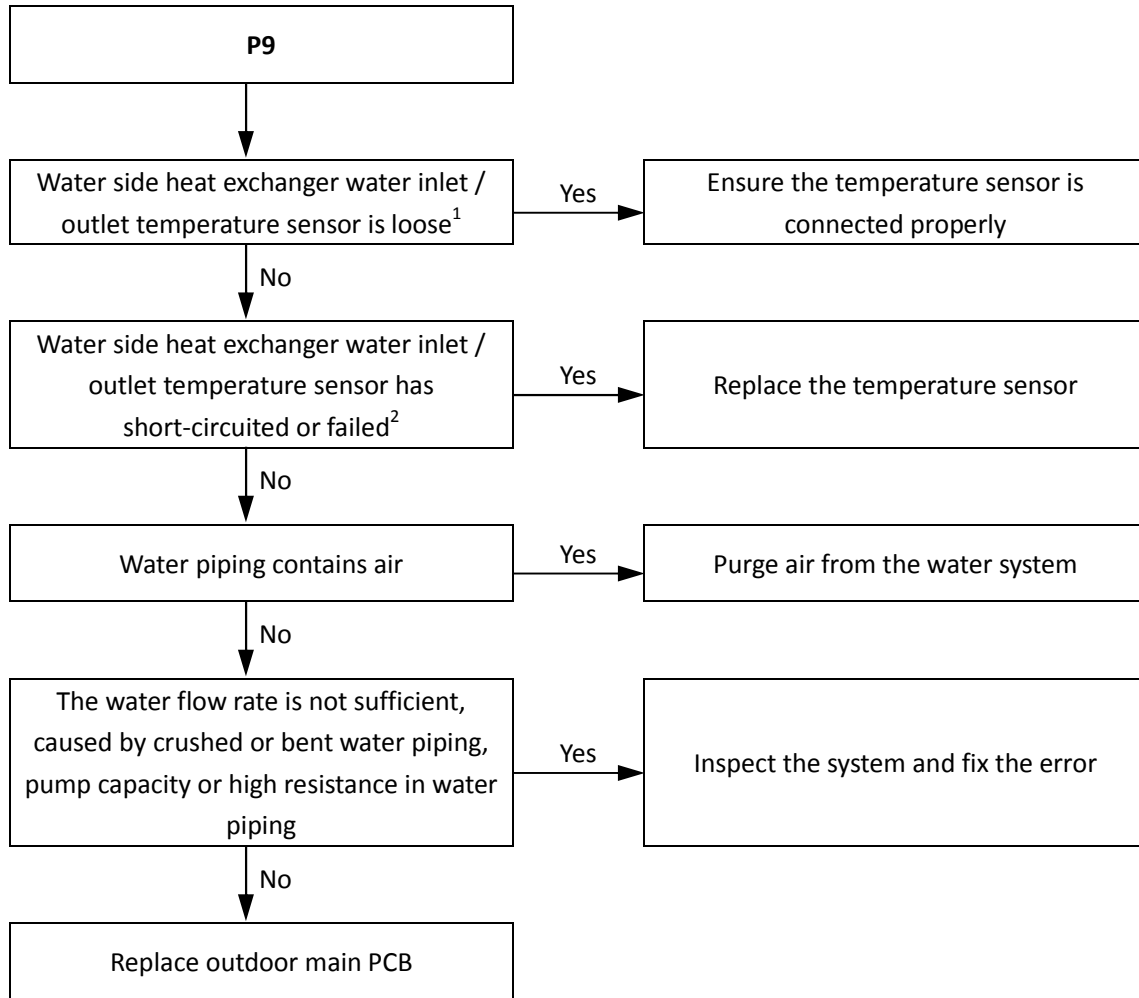 P9
Water side heat exchanger water inlet /
outlet temperature sensor is loose¹
Yes
Ensure the temperature sensor is
connected properly
No
Water side heat exchanger water inlet /
outlet temperature sensor has
short-circuited or failed²
Yes
Replace the temperature sensor
No
Water piping contains air
Yes
Purge air from the water system
No
The water flow rate is not sufficient,
caused by crushed or bent water piping,
pump capacity or high resistance in water
piping
Yes
Inspect the system and fix the error
No
Replace outdoor main PCB